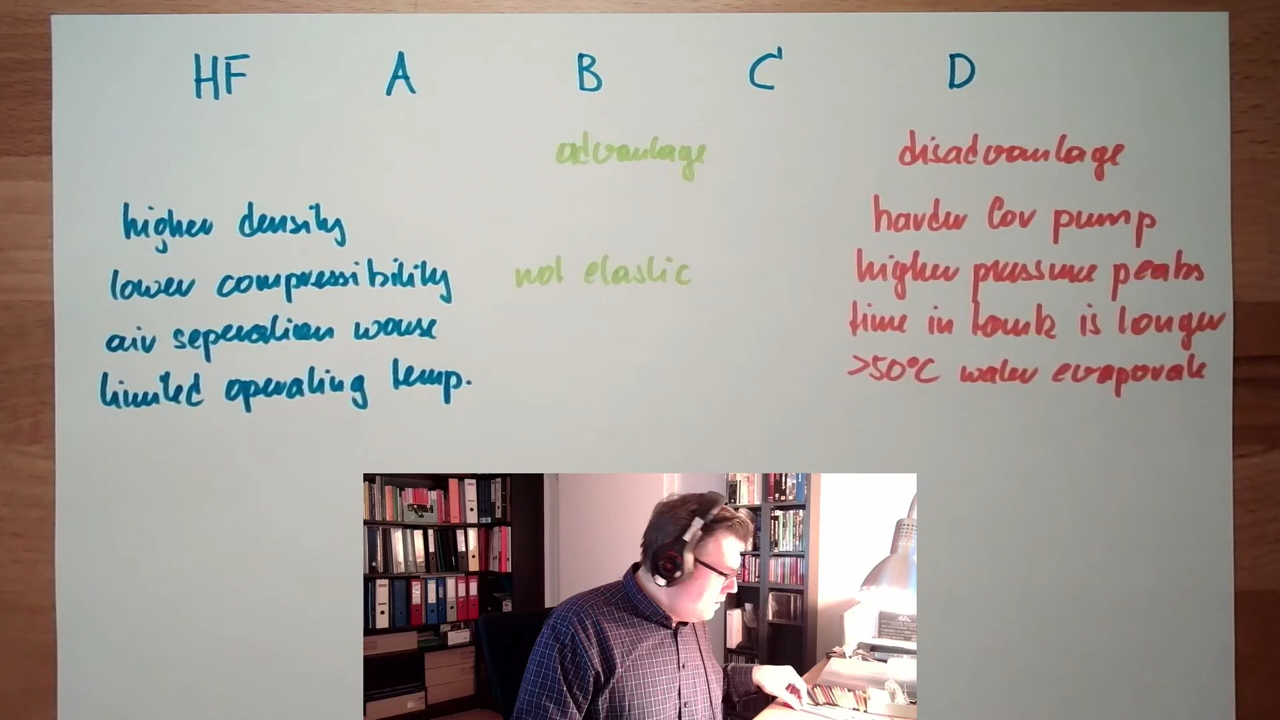 HF A B C D
advantage disadvantage
higher density harder for pump
lower compressibility not elastic higher pressure peaks
air seperation worse time in tank is longer
limited operating temp. >50°C water evaporate